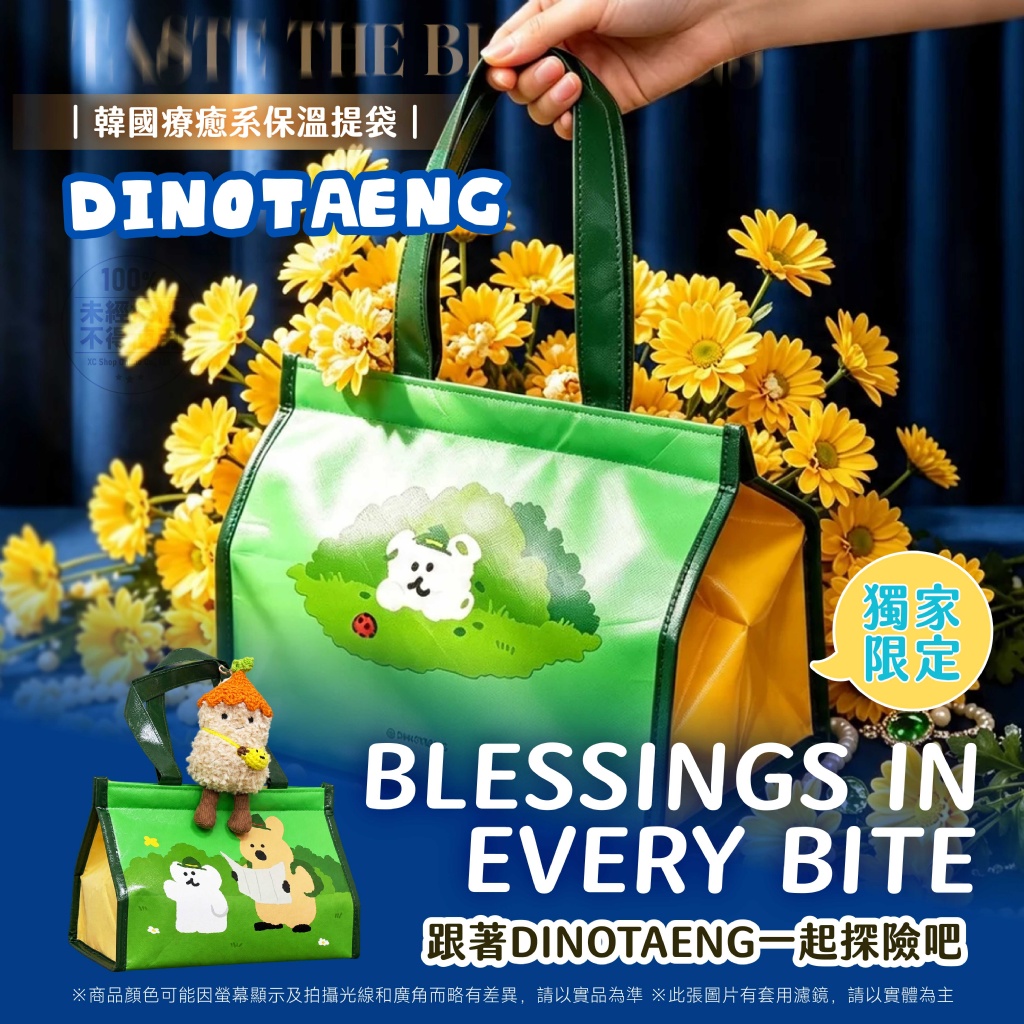 TASTE THE
| 韓國療癒系保溫提袋 |
DINOTAENG
100%
獨家
限定
BLESSINGS IN
EVERY BITE
跟著DINOTAENG一起探險吧
※商品顏色可能因螢幕顯示及拍攝光線和廣角而略有差異，請以實品為準 ※此張圖片有套用濾鏡，請以實體為主